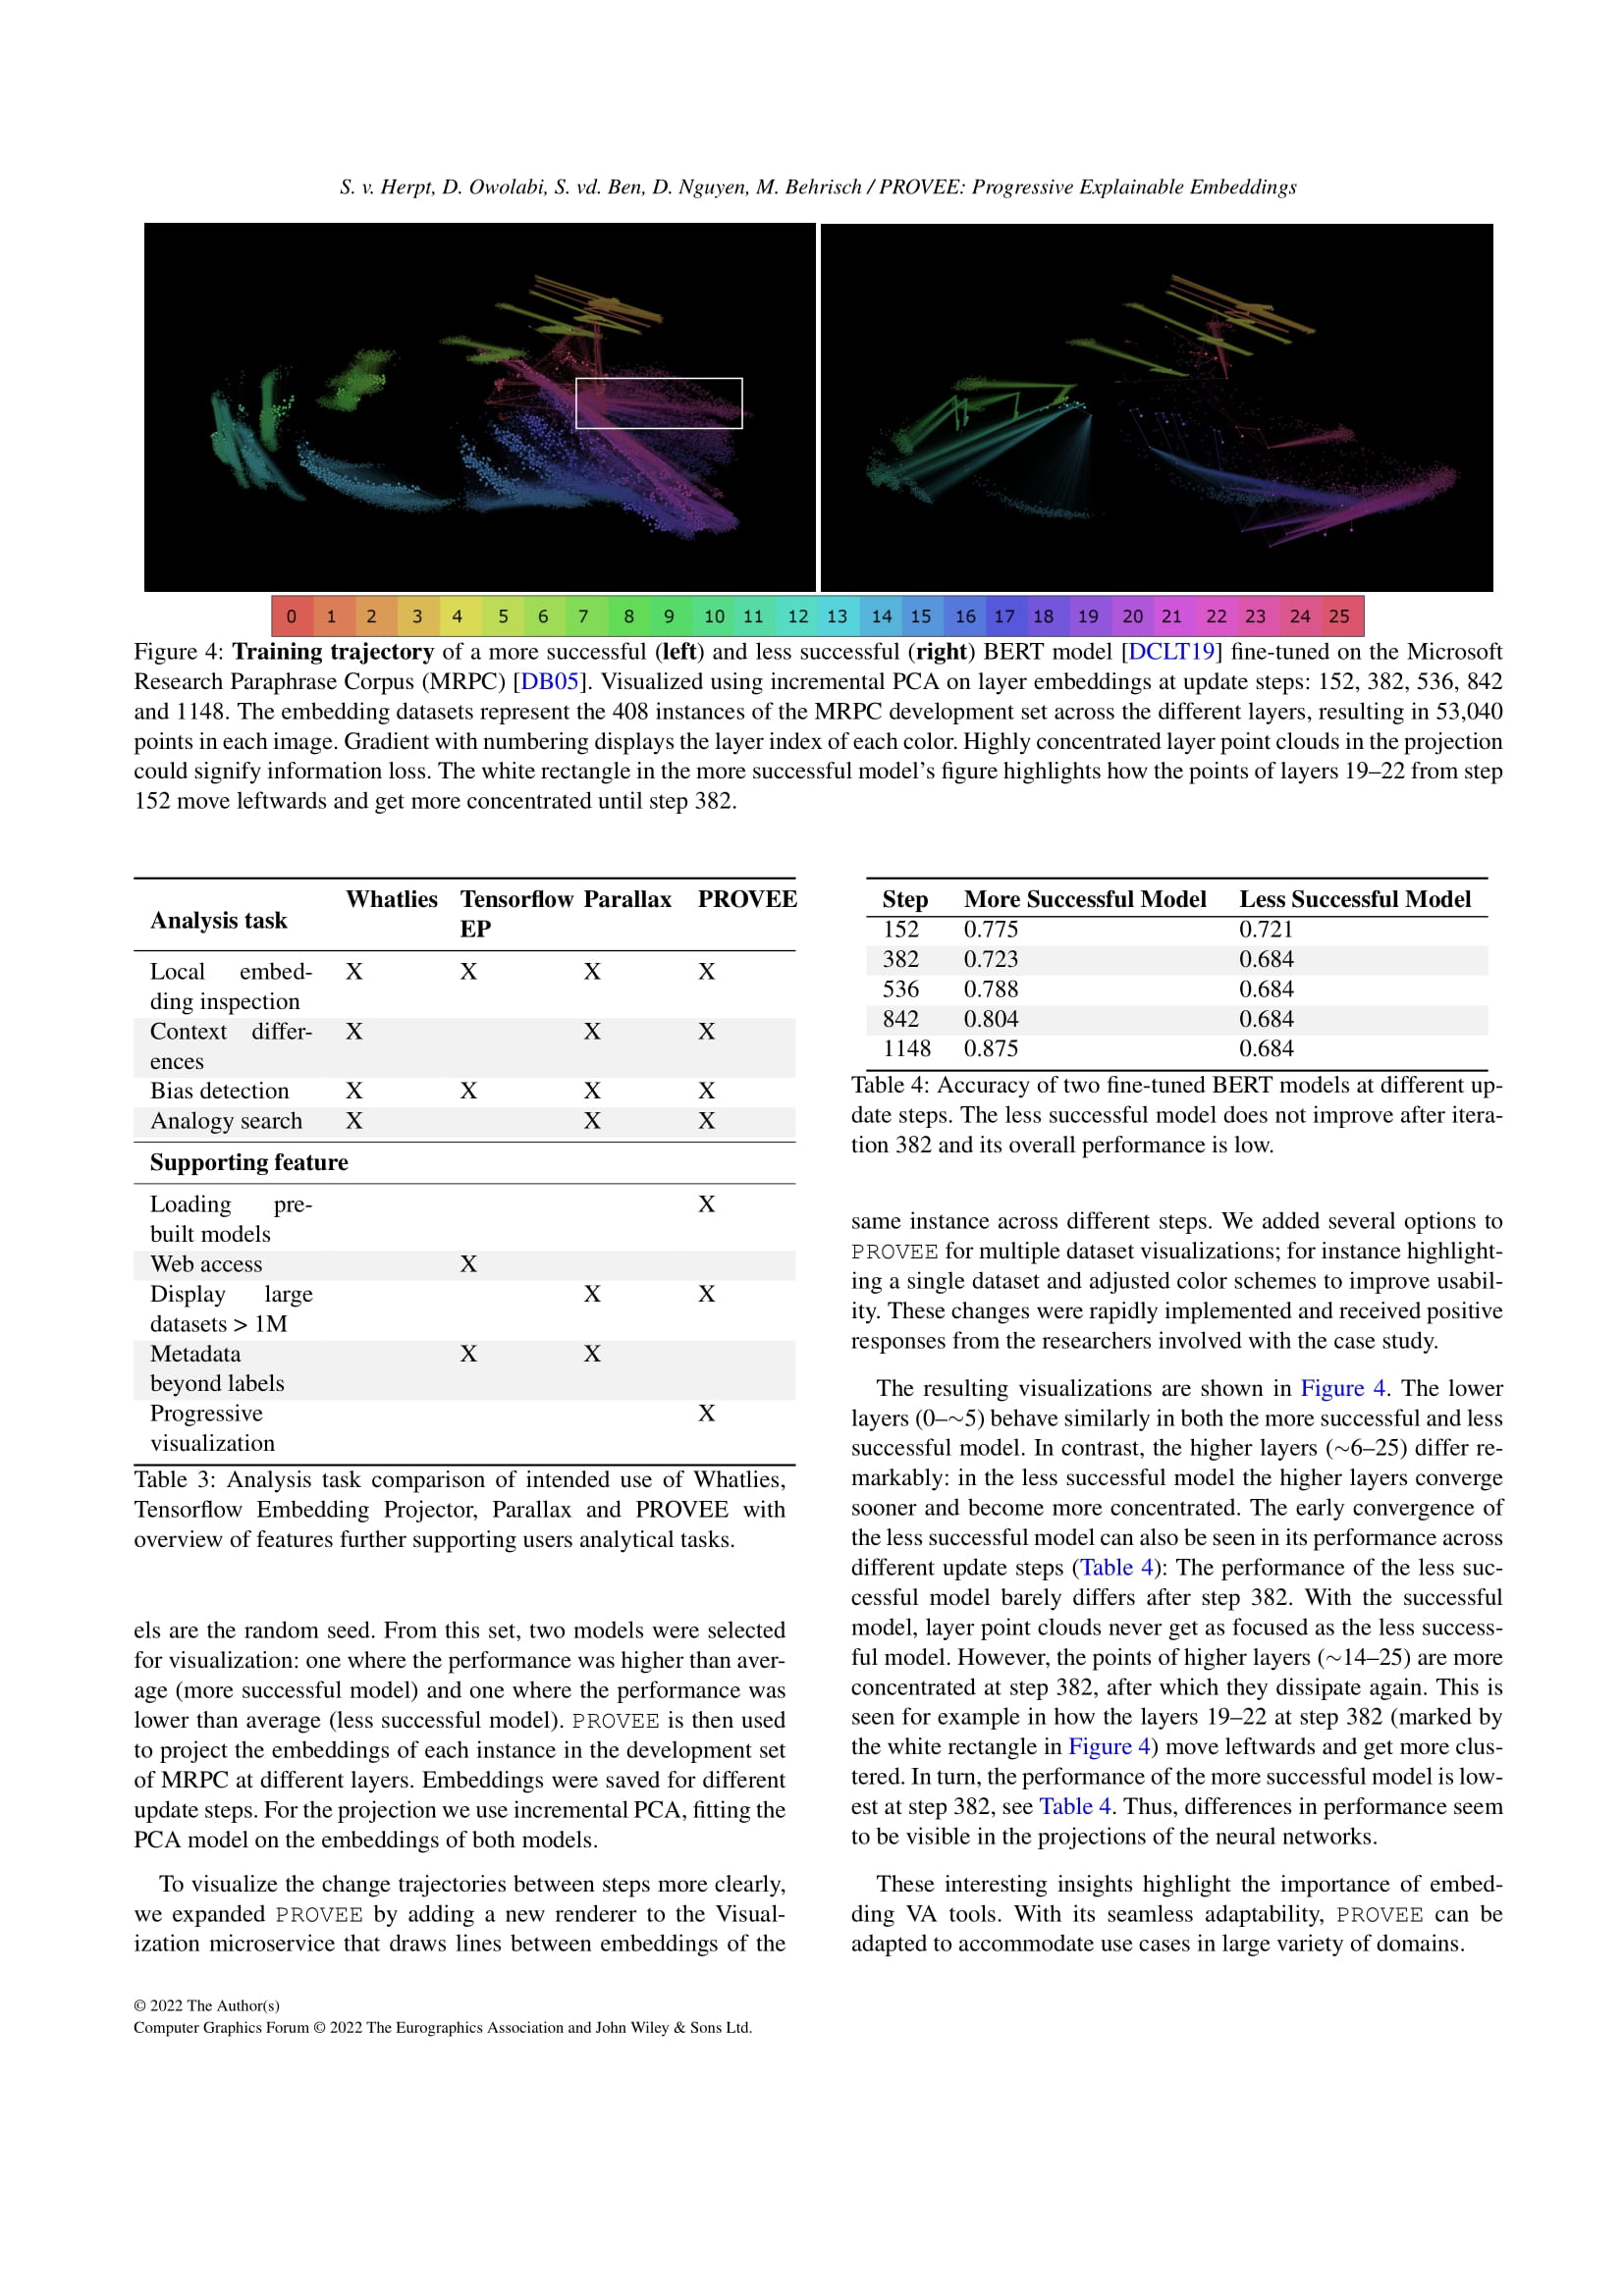 S. v. Herpt, D. Owolabi, S. vd. Ben, D. Nguyen, M. Behrisch / PROVEE: Progressive Explainable Embeddings
0 1 2 3 4 5 6 7 8 9 10 11 12 13 14 15 16 17 18 19 20 21 22 23 24 25
Figure 4: Training trajectory of a more successful (left) and less successful (right) BERT model [DCLT19] fine-tuned on the Microsoft
Research Paraphrase Corpus (MRPC) [DB05]. Visualized using incremental PCA on layer embeddings at update steps: 152, 382, 536, 842
and 1148. The embedding datasets represent the 408 instances of the MRPC development set across the different layers, resulting in 53,040
points in each image. Gradient with numbering displays the layer index of each color. Highly concentrated layer point clouds in the projection
could signify information loss. The white rectangle in the more successful model's figure highlights how the points of layers 19–22 from step
152 move leftwards and get more concentrated until step 382.
Analysis task Whatlies Tensorflow Parallax PROVEE
EP
Local embed- X X X X
ding inspection
Context differ- X X X
ences
Bias detection X X X X
Analogy search X X X
Supporting feature
Loading pre- X
built models
Web access X
Display large X X
datasets > 1M
Metadata X X
beyond labels
Progressive X
visualization
Table 3: Analysis task comparison of intended use of Whatlies,
Tensorflow Embedding Projector, Parallax and PROVEE with
overview of features further supporting users analytical tasks.
els are the random seed. From this set, two models were selected
for visualization: one where the performance was higher than aver-
age (more successful model) and one where the performance was
lower than average (less successful model). PROVEE is then used
to project the embeddings of each instance in the development set
of MRPC at different layers. Embeddings were saved for different
update steps. For the projection we use incremental PCA, fitting the
PCA model on the embeddings of both models.
To visualize the change trajectories between steps more clearly,
we expanded PROVEE by adding a new renderer to the Visual-
ization microservice that draws lines between embeddings of the
Step More Successful Model Less Successful Model
152 0.775 0.721
382 0.723 0.684
536 0.788 0.684
842 0.804 0.684
1148 0.875 0.684
Table 4: Accuracy of two fine-tuned BERT models at different up-
date steps. The less successful model does not improve after itera-
tion 382 and its overall performance is low.
same instance across different steps. We added several options to
PROVEE for multiple dataset visualizations; for instance highlight-
ing a single dataset and adjusted color schemes to improve usabil-
ity. These changes were rapidly implemented and received positive
responses from the researchers involved with the case study.
The resulting visualizations are shown in Figure 4. The lower
layers (0–∼5) behave similarly in both the more successful and less
successful model. In contrast, the higher layers (∼6–25) differ re-
markably: in the less successful model the higher layers converge
sooner and become more concentrated. The early convergence of
the less successful model can also be seen in its performance across
different update steps (Table 4): The performance of the less suc-
cessful model barely differs after step 382. With the successful
model, layer point clouds never get as focused as the less success-
ful model. However, the points of higher layers (∼14–25) are more
concentrated at step 382, after which they dissipate again. This is
seen for example in how the layers 19–22 at step 382 (marked by
the white rectangle in Figure 4) move leftwards and get more clus-
tered. In turn, the performance of the more successful model is low-
est at step 382, see Table 4. Thus, differences in performance seem
to be visible in the projections of the neural networks.
These interesting insights highlight the importance of embed-
ding VA tools. With its seamless adaptability, PROVEE can be
adapted to accommodate use cases in large variety of domains.
© 2022 The Author(s)
Computer Graphics Forum © 2022 The Eurographics Association and John Wiley & Sons Ltd.